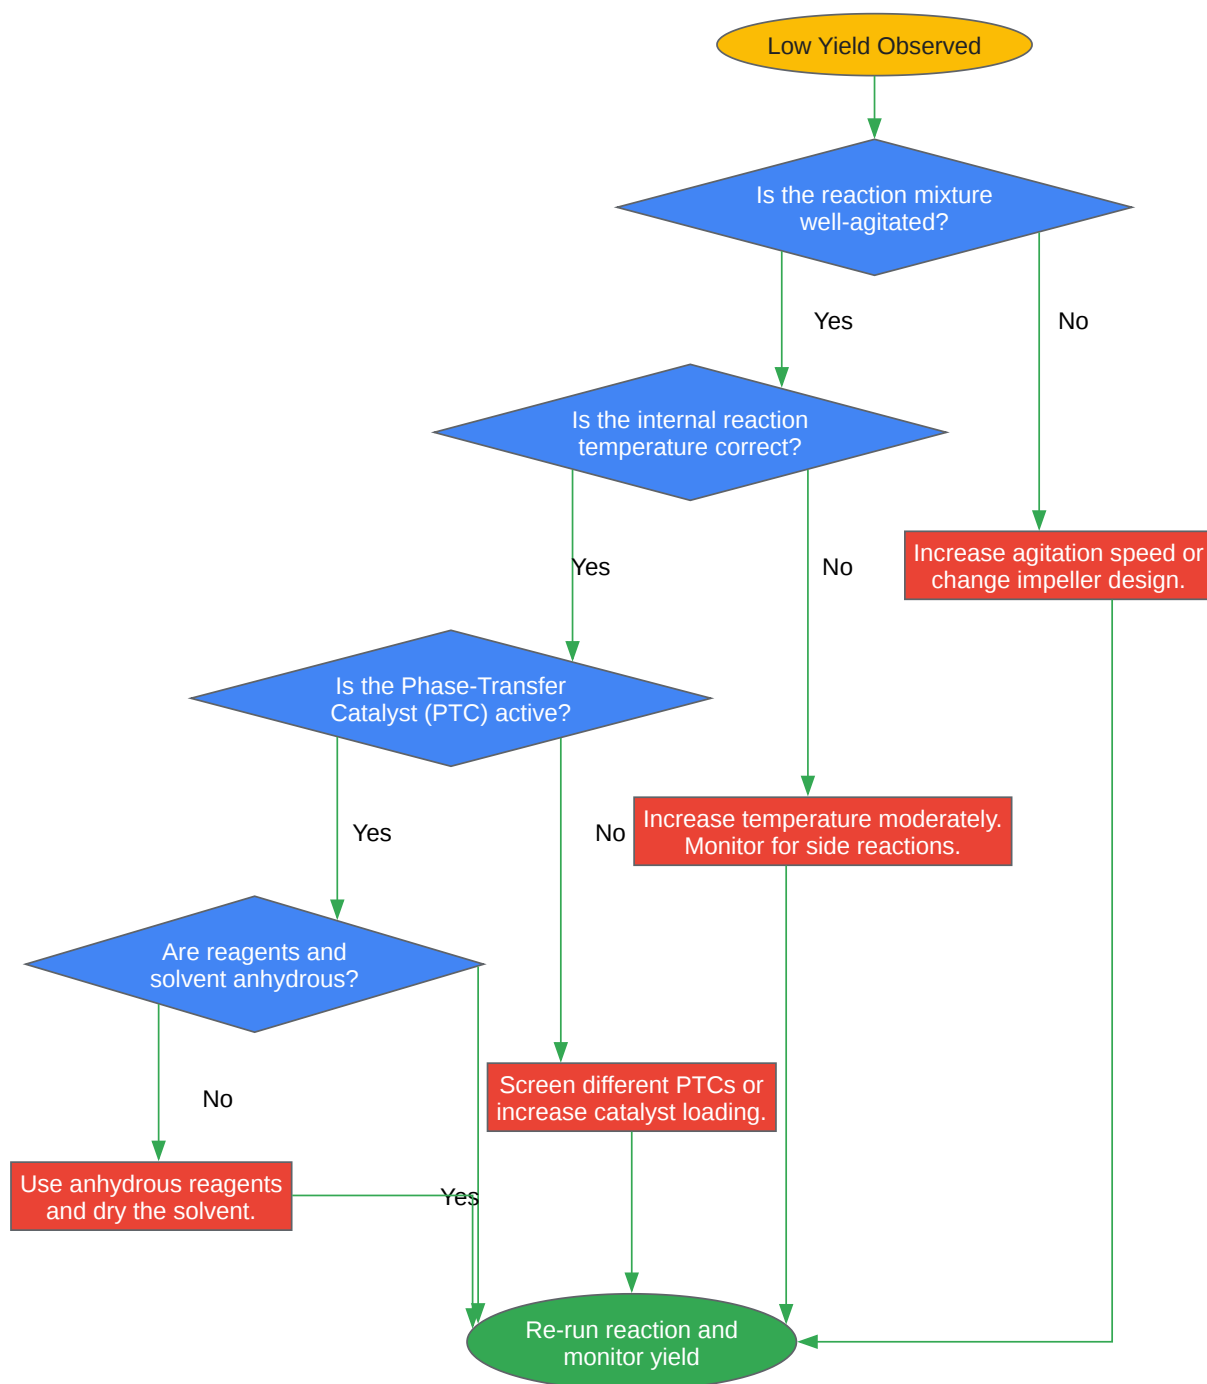 Low Yield Observed
Is the reaction mixture
well-agitated?
Yes
No
Is the internal reaction
temperature correct?
Yes
No
Increase agitation speed or
change impeller design.
Is the Phase-Transfer
Catalyst (PTC) active?
Yes
No
Increase temperature moderately.
Monitor for side reactions.
Are reagents and
solvent anhydrous?
No
Screen different PTCs or
increase catalyst loading.
Use anhydrous reagents
and dry the solvent.
Yes
Re-run reaction and
monitor yield